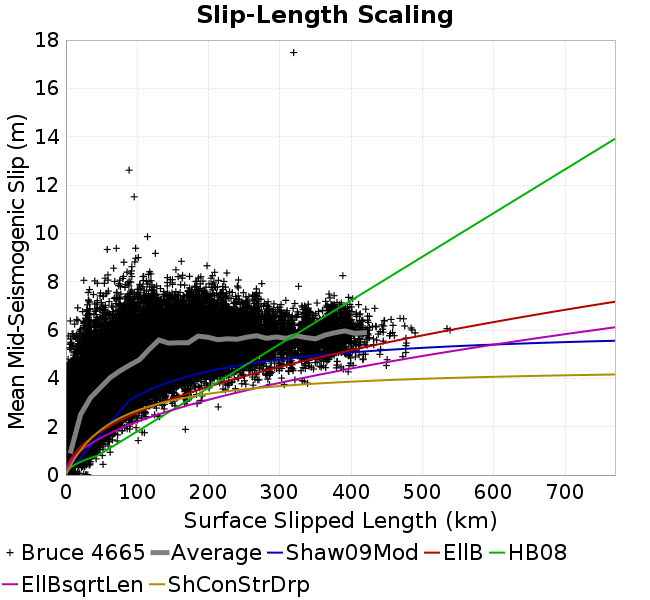 Slip-Length Scaling
Mean Mid-Seismogenic Slip (m)
18
16
14
12
10
8
6
4
2
0
0 100 200 300 400 500 600 700
Surface Slipped Length (km)
Bruce 4665 Average Shaw09Mod EllB HB08
EllBsqrtLen ShConStrDrp